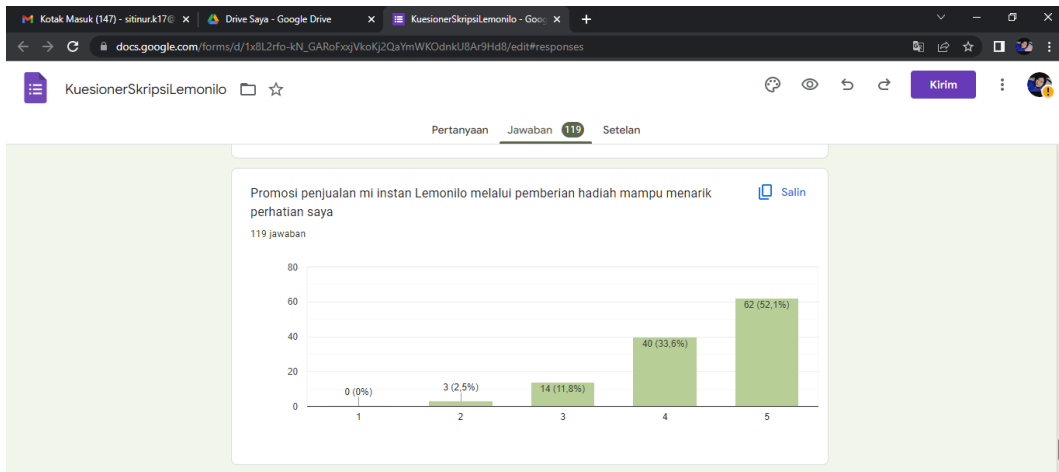 Kotak Masuk (147) - sitinur.k17@
Drive Saya - Google Drive
KuesionerSkripsiLemonilo - Goog
docs.google.com/forms/d/1x8L2rfo-kN_GARoFxxjVkoKj2QaYmWKOdnkU8Ar9Hd8/edit#responses
KuesionerSkripsiLemonilo
Kirim
Pertanyaan Jawaban 119 Setelan
Promosi penjualan mi instan Lemonilo melalui pemberian hadiah mampu menarik
perhatian saya
Salin
119 jawaban
80
60
40
20
0
0 (0%)
3 (2,5%)
14 (11,8%)
40 (33,6%)
62 (52,1%)
1 2 3 4 5